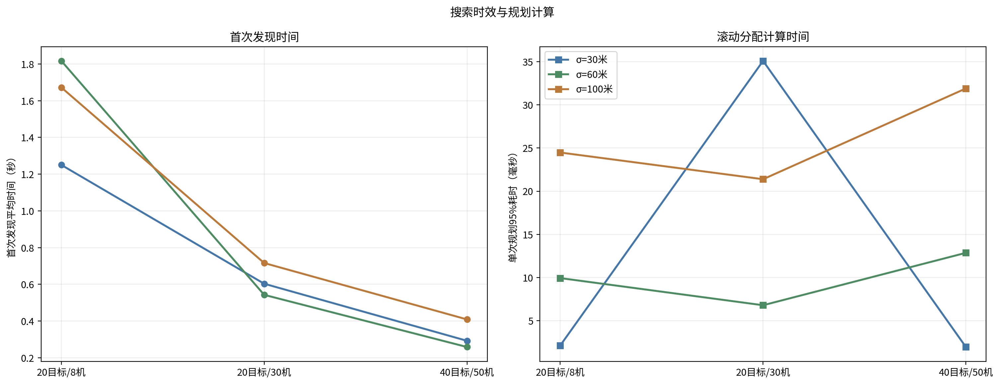 搜索时效与规划计算
首次发现时间
首次发现平均时间（秒）
1.8
1.6
1.4
1.2
1.0
0.8
0.6
0.4
0.2
20目标/8机
20目标/30机
40目标/50机
滚动分配计算时间
单次规划95%耗时（毫秒）
35
30
25
20
15
10
5
σ=30米
σ=60米
σ=100米
20目标/8机
20目标/30机
40目标/50机